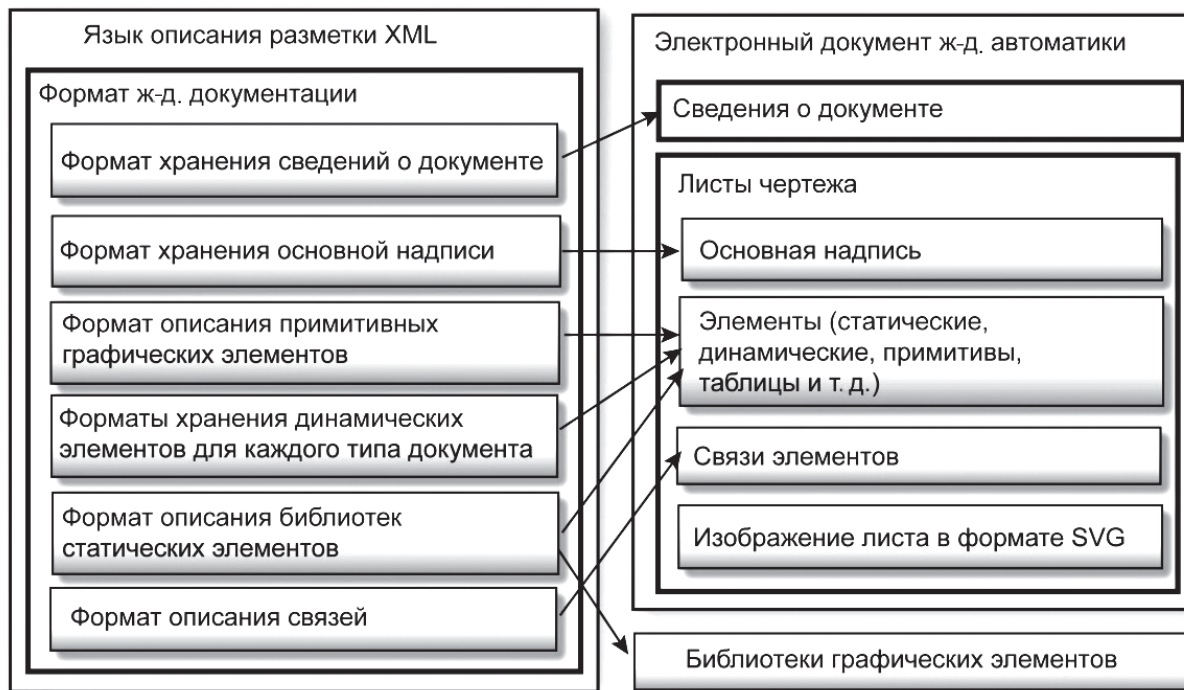 Язык описания разметки XML
Формат ж-д. документации
Формат хранения сведений о документе
Формат хранения основной надписи
Формат описания примитивных
графических элементов
Форматы хранения динамических
элементов для каждого типа документа
Формат описания библиотек
статических элементов
Формат описания связей
Электронный документ ж-д. автоматики
Сведения о документе
Листы чертежа
Основная надпись
Элементы (статические,
динамические, примитивы,
таблицы и т. д.)
Связи элементов
Изображение листа в формате SVG
Библиотеки графических элементов